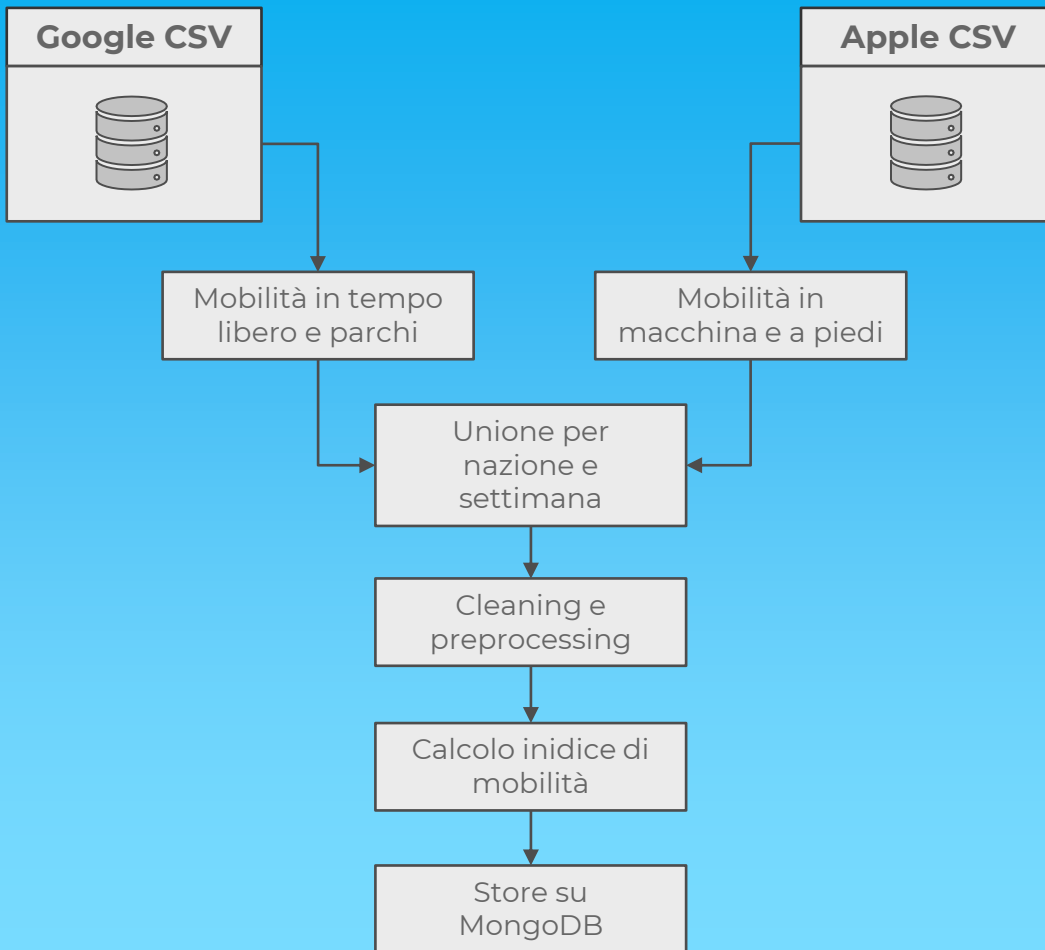 Google CSV
Apple CSV
Mobilità in tempo
libero e parchi
Mobilità in
macchina e a piedi
Unione per
nazione e
settimana
Cleaning e
preprocessing
Calcolo inidice di
mobilità
Store su
MongoDB